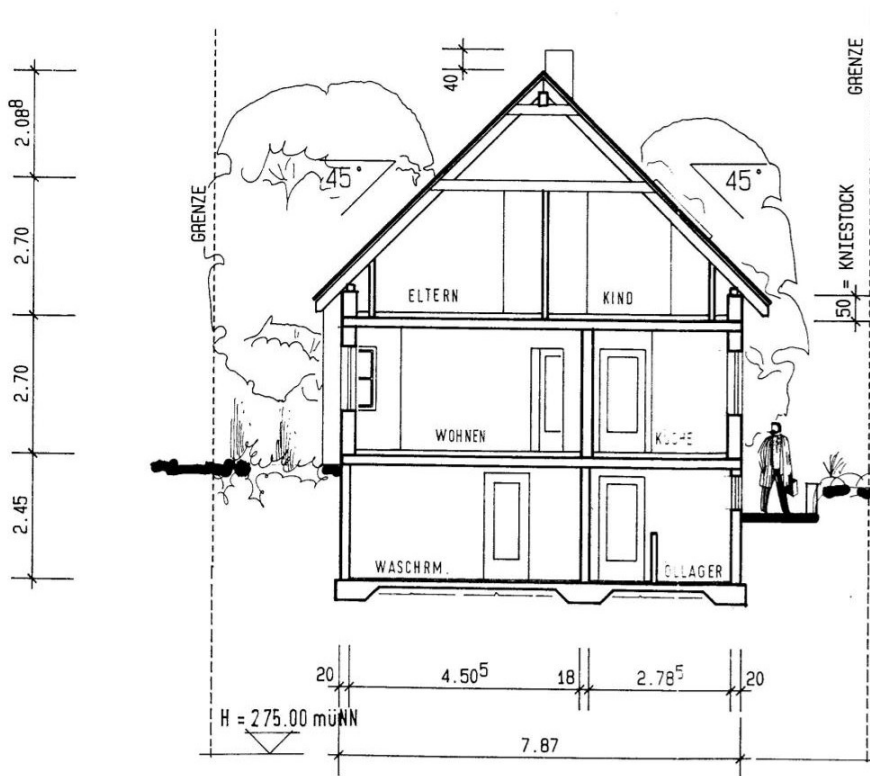 40
GRENZE
2.08⁸
45°
45°
GRENZE
50 = KNIESTOCK
2.70
ELTERN
KIND
2.70
WOHNEN
KÜCHE
2.45
WASCHRM.
ÖLLAGER
20
4.50⁵
18
2.78⁵
20
H = 275.00 müNN
7.87